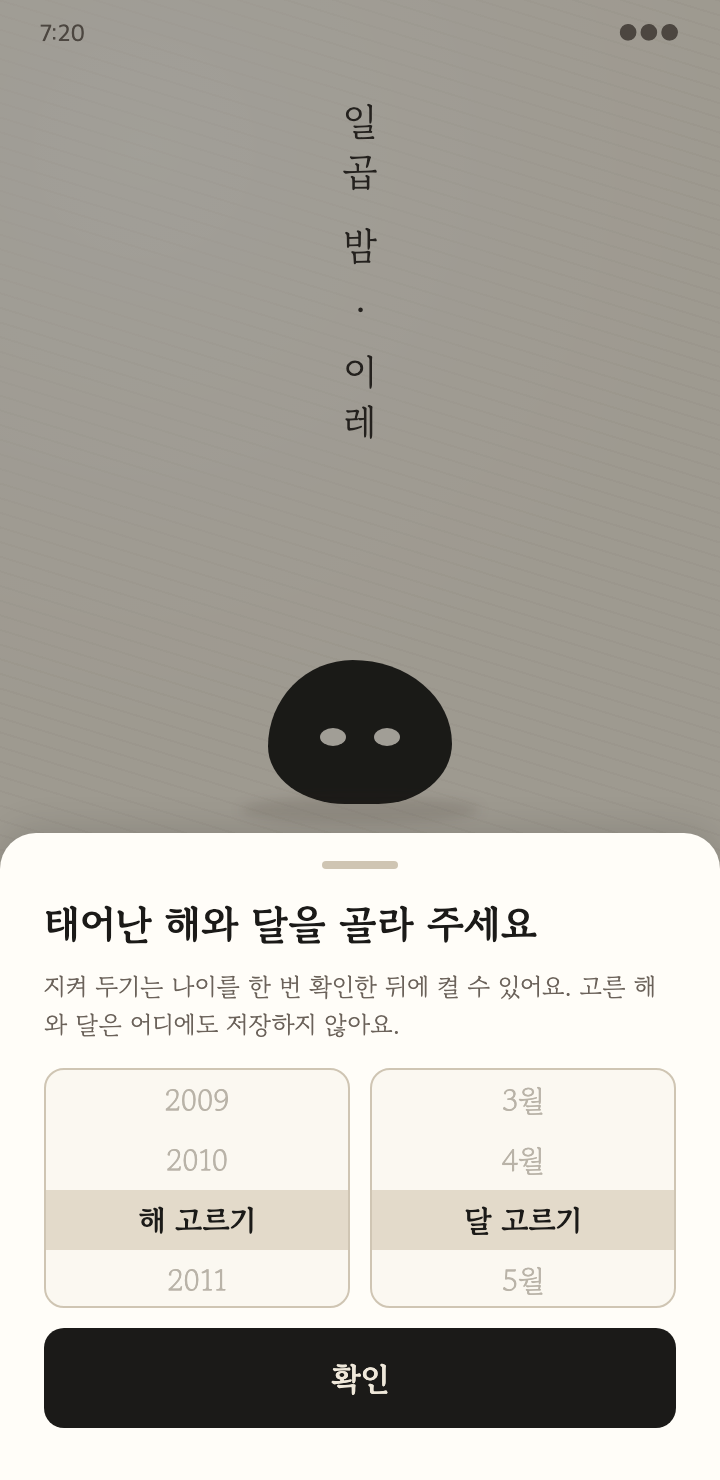 7:20
일곱 밤 · 이레
태어난 해와 달을 골라 주세요
지켜 두기는 나이를 한 번 확인한 뒤에 켤 수 있어요. 고른 해
와 달은 어디에도 저장하지 않아요.
2009
2010
해 고르기
2011
3월
4월
달 고르기
5월
확인